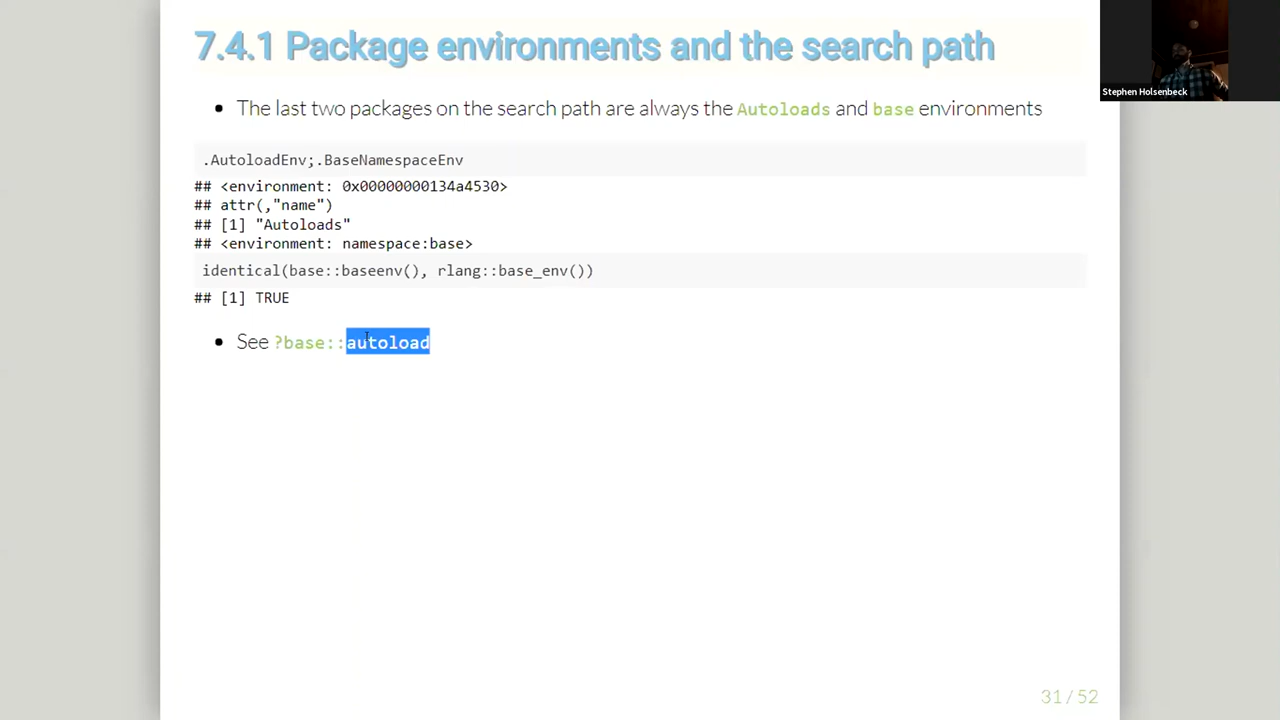 7.4.1 Package environments and the search path
Stephen Holsenbeck
• The last two packages on the search path are always the Autoloads and base environments
.AutoloadEnv;.BaseNamespaceEnv
## <environment: 0x00000000134a4530>
## attr(,"name")
## [1] "Autoloads"
## <environment: namespace:base>
identical(base::baseenv(), rlang::base_env())
## [1] TRUE
• See ?base::autoload
31 / 52